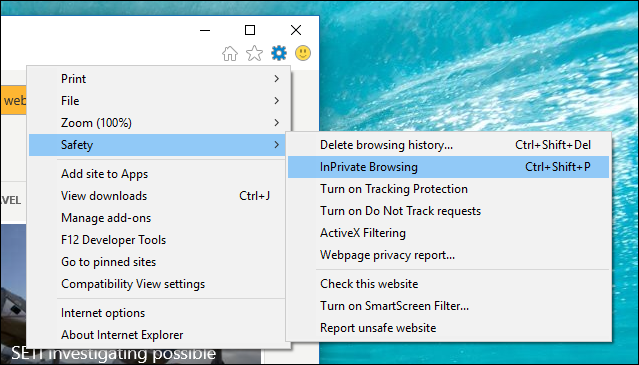 web
Print
File
Zoom (100%)
Safety
Add site to Apps
View downloads Ctrl+J
Manage add-ons
F12 Developer Tools
Go to pinned sites
Compatibility View settings
Internet options
About Internet Explorer
Delete browsing history... Ctrl+Shift+Del
InPrivate Browsing Ctrl+Shift+P
Turn on Tracking Protection
Turn on Do Not Track requests
ActiveX Filtering
Webpage privacy report...
Check this website
Turn on SmartScreen Filter...
Report unsafe website
AVEL
SETI investigating possible